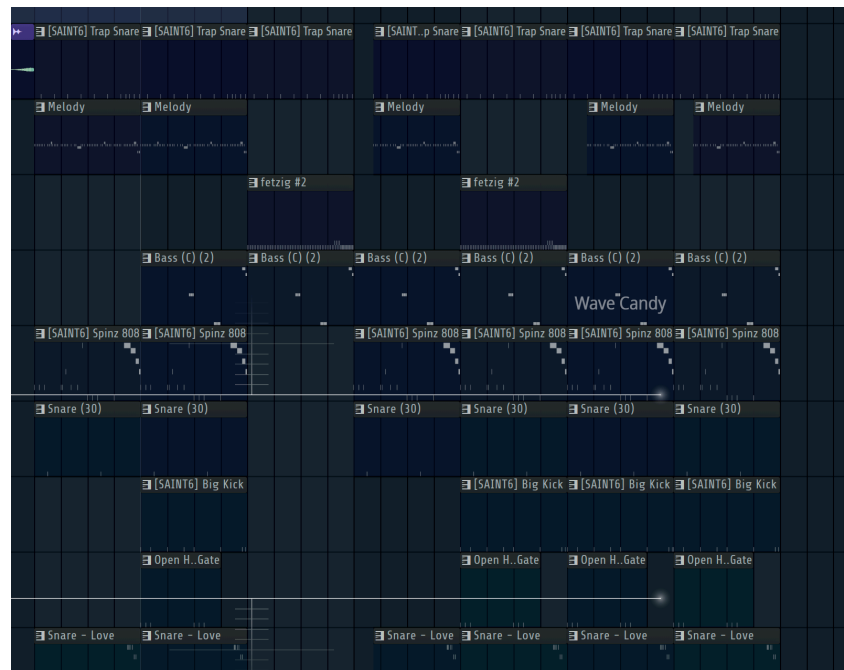 [SAINT6] Trap Snare [SAINT6] Trap Snare [SAINT6] Trap Snare [SAINT..p Snare [SAINT6] Trap Snare [SAINT6] Trap Snare [SAINT6] Trap Snare
Melody Melody Melody Melody Melody
fetzig #2 fetzig #2
Bass (C) (2) Bass (C) (2) Bass (C) (2) Bass (C) (2) Bass (C) (2) Bass (C) (2)
Wave Candy
[SAINT6] Spinz 808 [SAINT6] Spinz 808 [SAINT6] Spinz 808 [SAINT6] Spinz 808 [SAINT6] Spinz 808 [SAINT6] Spinz 808
Snare (30) Snare (30) Snare (30) Snare (30) Snare (30) Snare (30)
[SAINT6] Big Kick [SAINT6] Big Kick [SAINT6] Big Kick [SAINT6] Big Kick
Open H..Gate Open H..Gate Open H..Gate Open H..Gate
Snare - Love Snare - Love Snare - Love Snare - Love Snare - Love Snare - Love